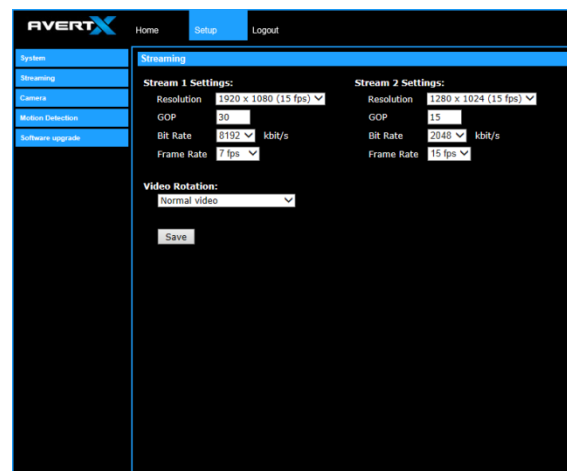 AVERTX
Home Setup Logout
System
Streaming
Camera
Motion Detection
Software upgrade
Streaming
Stream 1 Settings:
Resolution 1920 x 1080 (15 fps)
GOP 30
Bit Rate 8192 kbit/s
Frame Rate 7 fps
Stream 2 Settings:
Resolution 1280 x 1024 (15 fps)
GOP 15
Bit Rate 2048 kbit/s
Frame Rate 15 fps
Video Rotation:
Normal video
Save